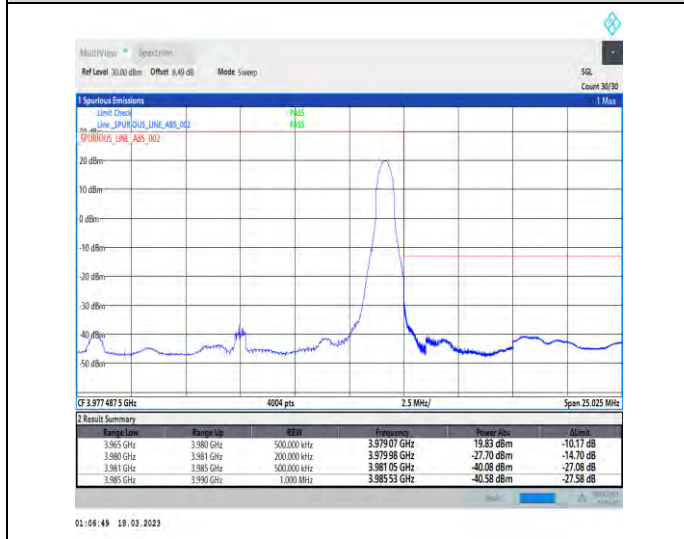 MultiView Spectrum
Ref Level 30.00 dBm Offset 8.49 dB Mode Sweep SGL
Count 30/30
1 Spurious Emissions 1 Max
Limit Check PASS
Line _SPURIOUS_LINE_ABS_002 PASS
_SPURIOUS_LINE_ABS_002
20 dBm
10 dBm
0 dBm
-10 dBm
-20 dBm
-30 dBm
-40 dBm
-50 dBm
CF 3.977 487 5 GHz 4004 pts 2.5 MHz/ Span 25.025 MHz
2 Result Summary
Range Low Range Up RBW Frequency Power Abs ΔLimit
3.965 GHz 3.980 GHz 500.000 kHz 3.979 07 GHz 19.83 dBm -10.17 dB
3.980 GHz 3.981 GHz 200.000 kHz 3.979 98 GHz -27.70 dBm -14.70 dB
3.981 GHz 3.985 GHz 500.000 kHz 3.981 05 GHz -40.08 dBm -27.08 dB
3.985 GHz 3.990 GHz 1.000 MHz 3.985 53 GHz -40.58 dBm -27.58 dB
01:06:49 18.03.2023